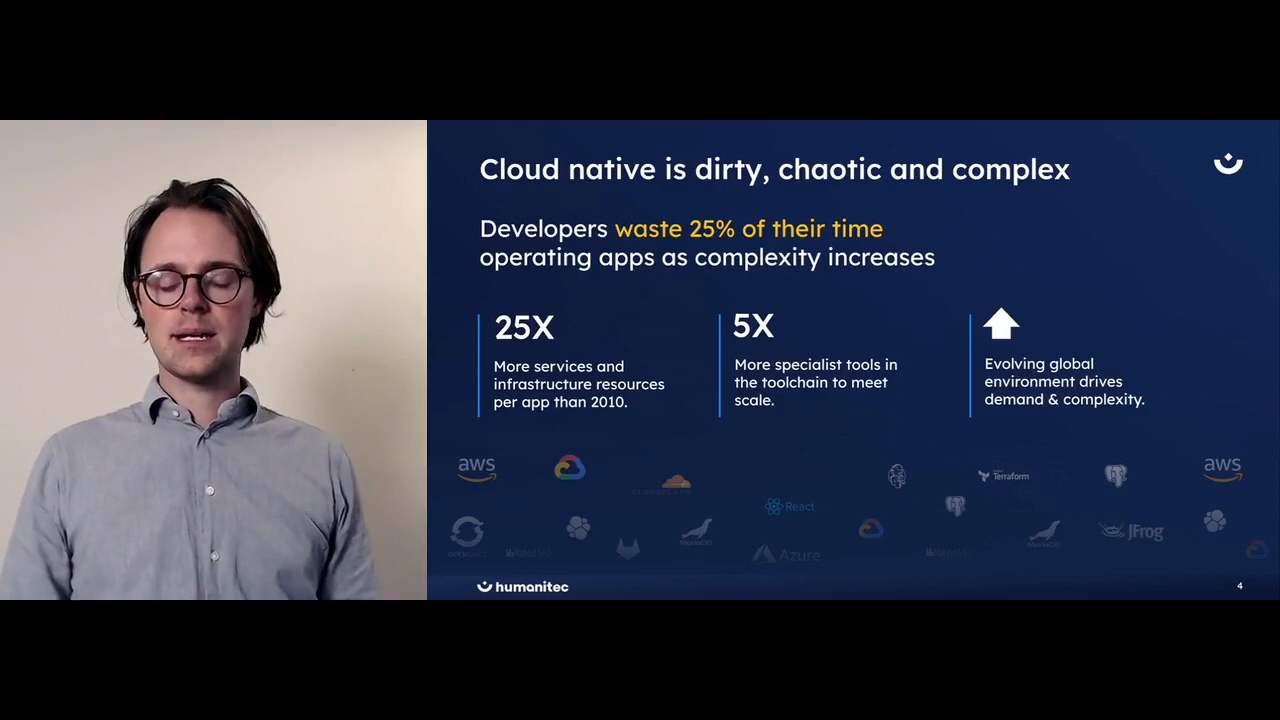 Cloud native is dirty, chaotic and complex
Developers waste 25% of their time
operating apps as complexity increases
25X
More services and
infrastructure resources
per app than 2010.
5X
More specialist tools in
the toolchain to meet
scale.
Evolving global
environment drives
demand & complexity.
aws
Terraform
aws
React
JFrog
Azure
humanitec
4